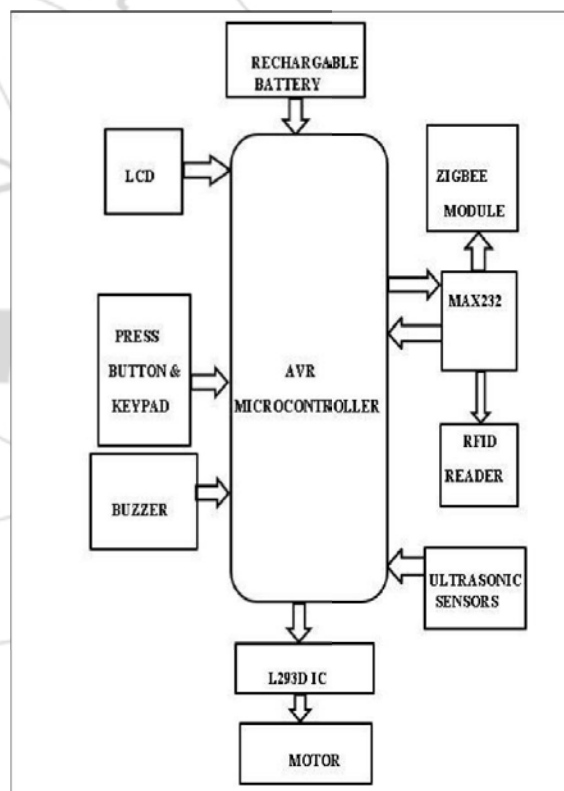 RECHARGABLE
BATTERY
LCD
ZIGBEE
MODULE
MAX232
PRESS
BUTTON &
KEYPAD
AVR
MICROCONTROLLER
RFID
READER
BUZZER
ULTRASONIC
SENSORS
L293D IC
MOTOR